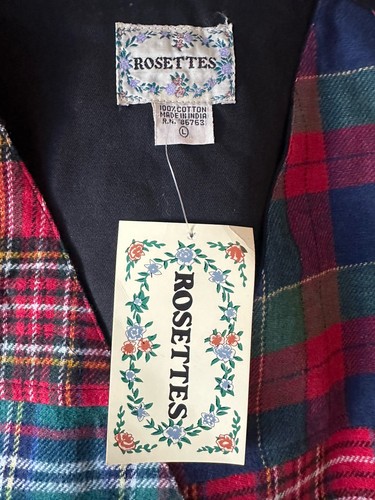 ROSETTES
100% COTTON
MADE IN INDIA
R.N. 86763
L
ROSETTES